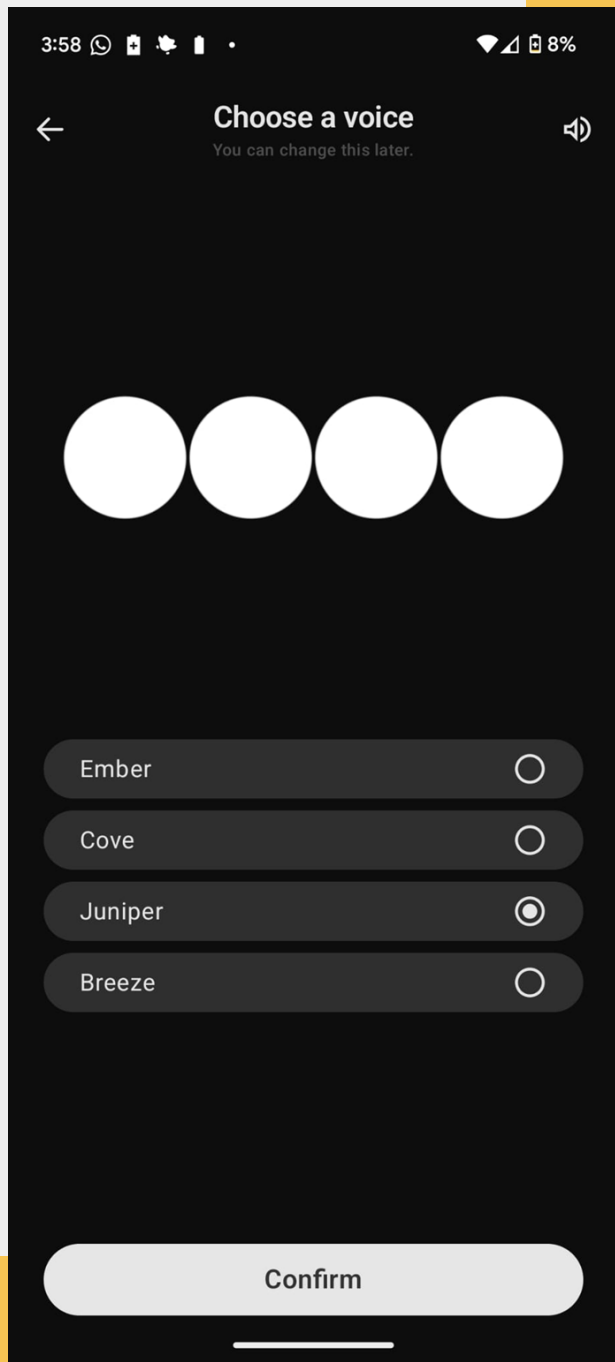 3:58 8%
Choose a voice
You can change this later.
Ember
Cove
Juniper
Breeze
Confirm